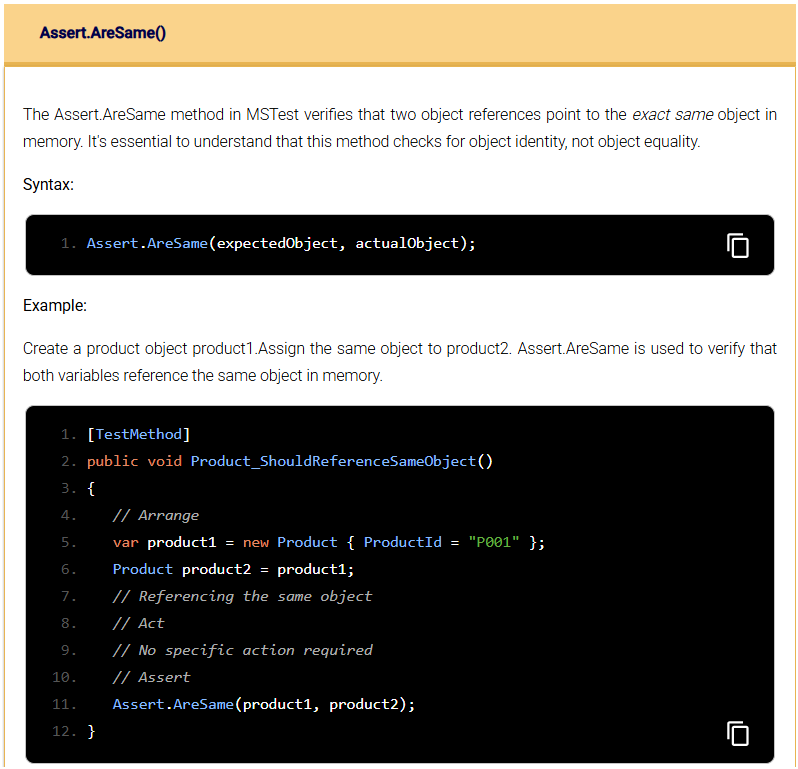 Assert.AreSame()
The Assert.AreSame method in MSTest verifies that two object references point to the exact same object in
memory. It's essential to understand that this method checks for object identity, not object equality.
Syntax:
1. Assert.AreSame(expectedObject, actualObject);
Example:
Create a product object product1.Assign the same object to product2. Assert.AreSame is used to verify that
both variables reference the same object in memory.
1. [TestMethod]
2. public void Product_ShouldReferenceSameObject()
3. {
4. // Arrange
5. var product1 = new Product { ProductId = "P001" };
6. Product product2 = product1;
7. // Referencing the same object
8. // Act
9. // No specific action required
10. // Assert
11. Assert.AreSame(product1, product2);
12. }